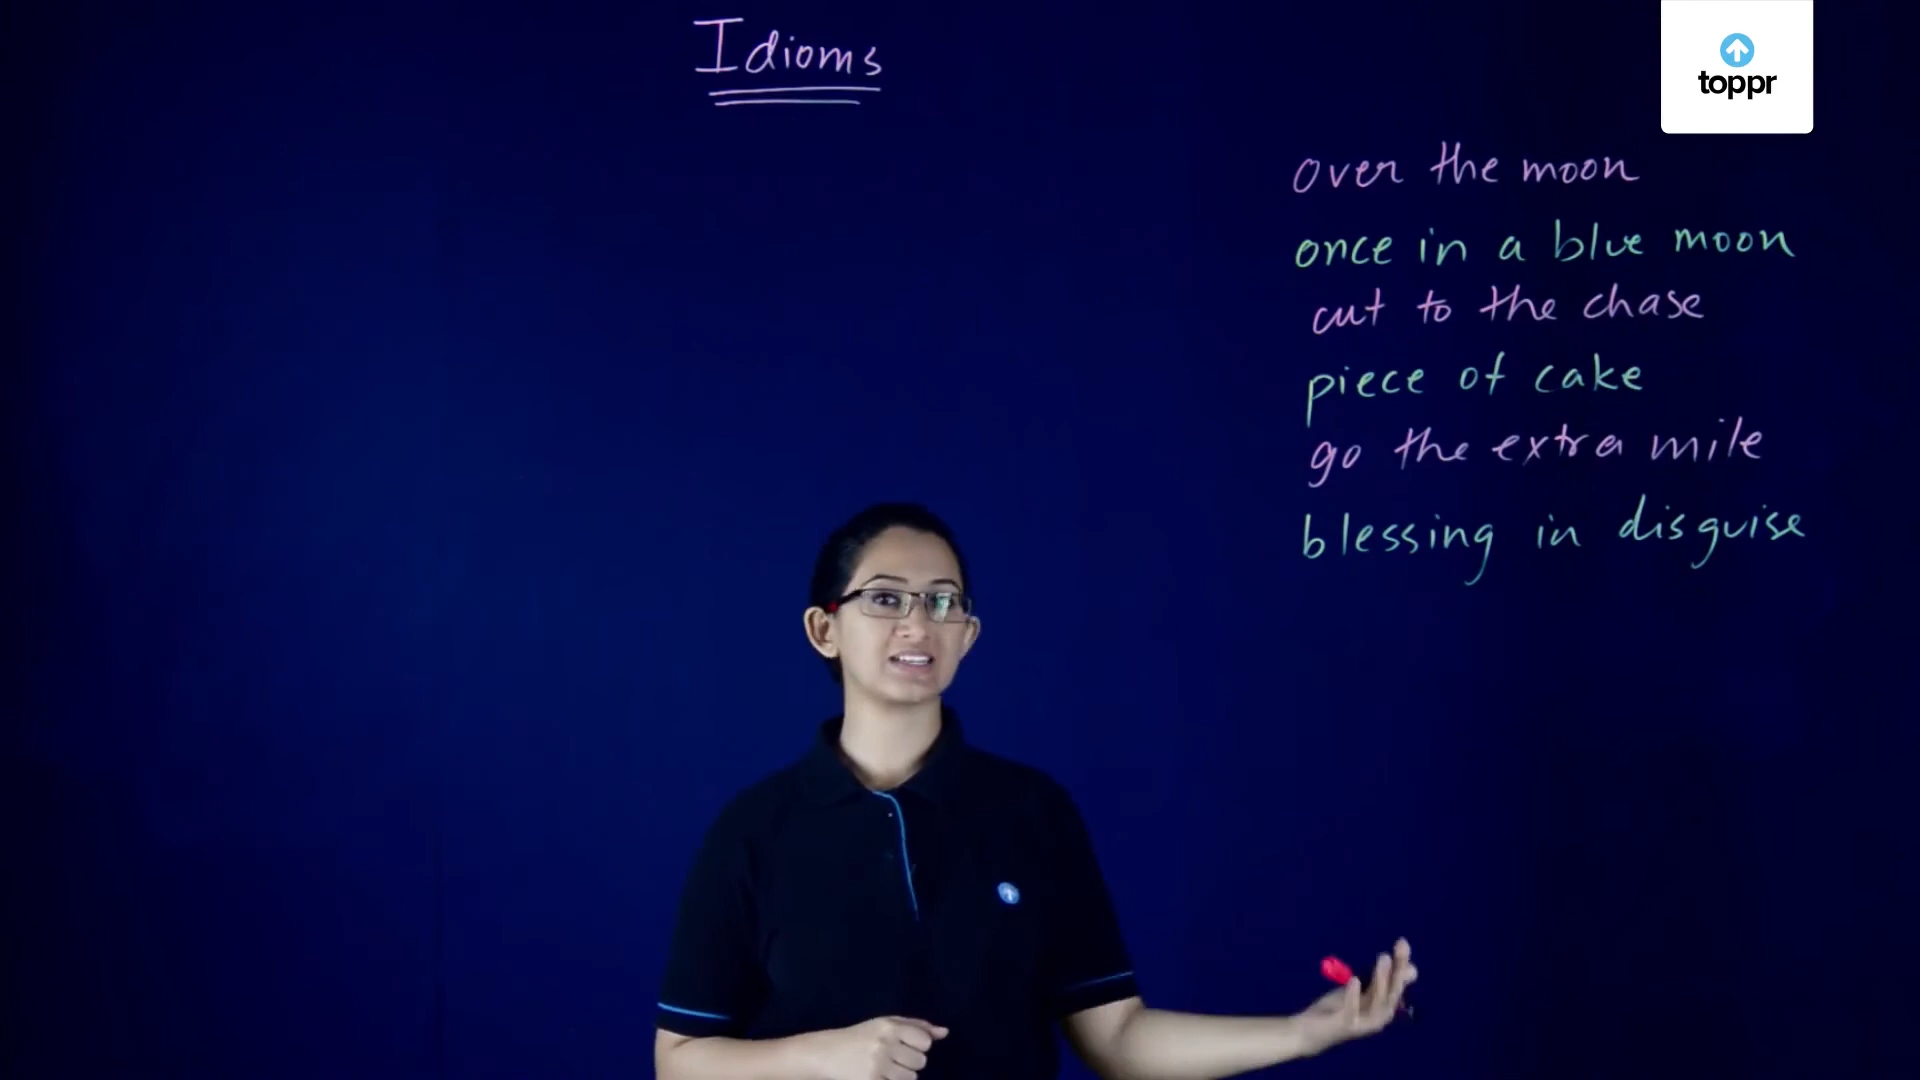 Idioms
toppr
over the moon
once in a blue moon
cut to the chase
piece of cake
go the extra mile
blessing in disguise